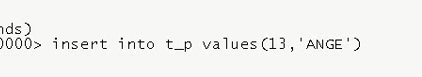 nds)
0000> insert into t_p values(13,'ANGE')